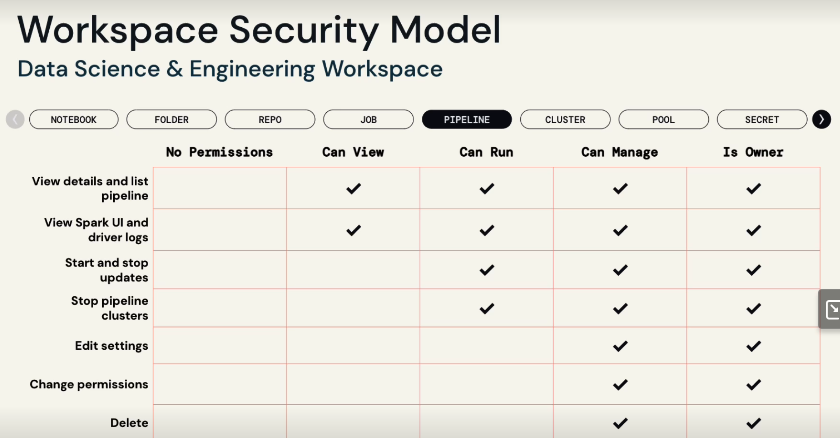 Workspace Security Model
Data Science & Engineering Workspace
NOTEBOOK FOLDER REPO JOB PIPELINE CLUSTER POOL SECRET
No Permissions Can View Can Run Can Manage Is Owner
View details and list
pipeline
View Spark UI and
driver logs
Start and stop
updates
Stop pipeline
clusters
Edit settings
Change permissions
Delete